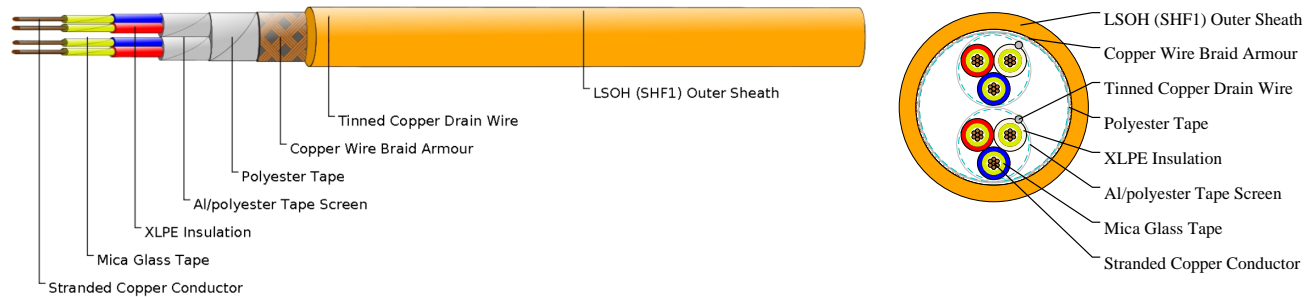 LSOH (SHF1) Outer Sheath
Tinned Copper Drain Wire
Copper Wire Braid Armour
Polyester Tape
Al/polyester Tape Screen
XLPE Insulation
Mica Glass Tape
Stranded Copper Conductor
LSOH (SHF1) Outer Sheath
Copper Wire Braid Armour
Tinned Copper Drain Wire
Polyester Tape
XLPE Insulation
Al/polyester Tape Screen
Mica Glass Tape
Stranded Copper Conductor